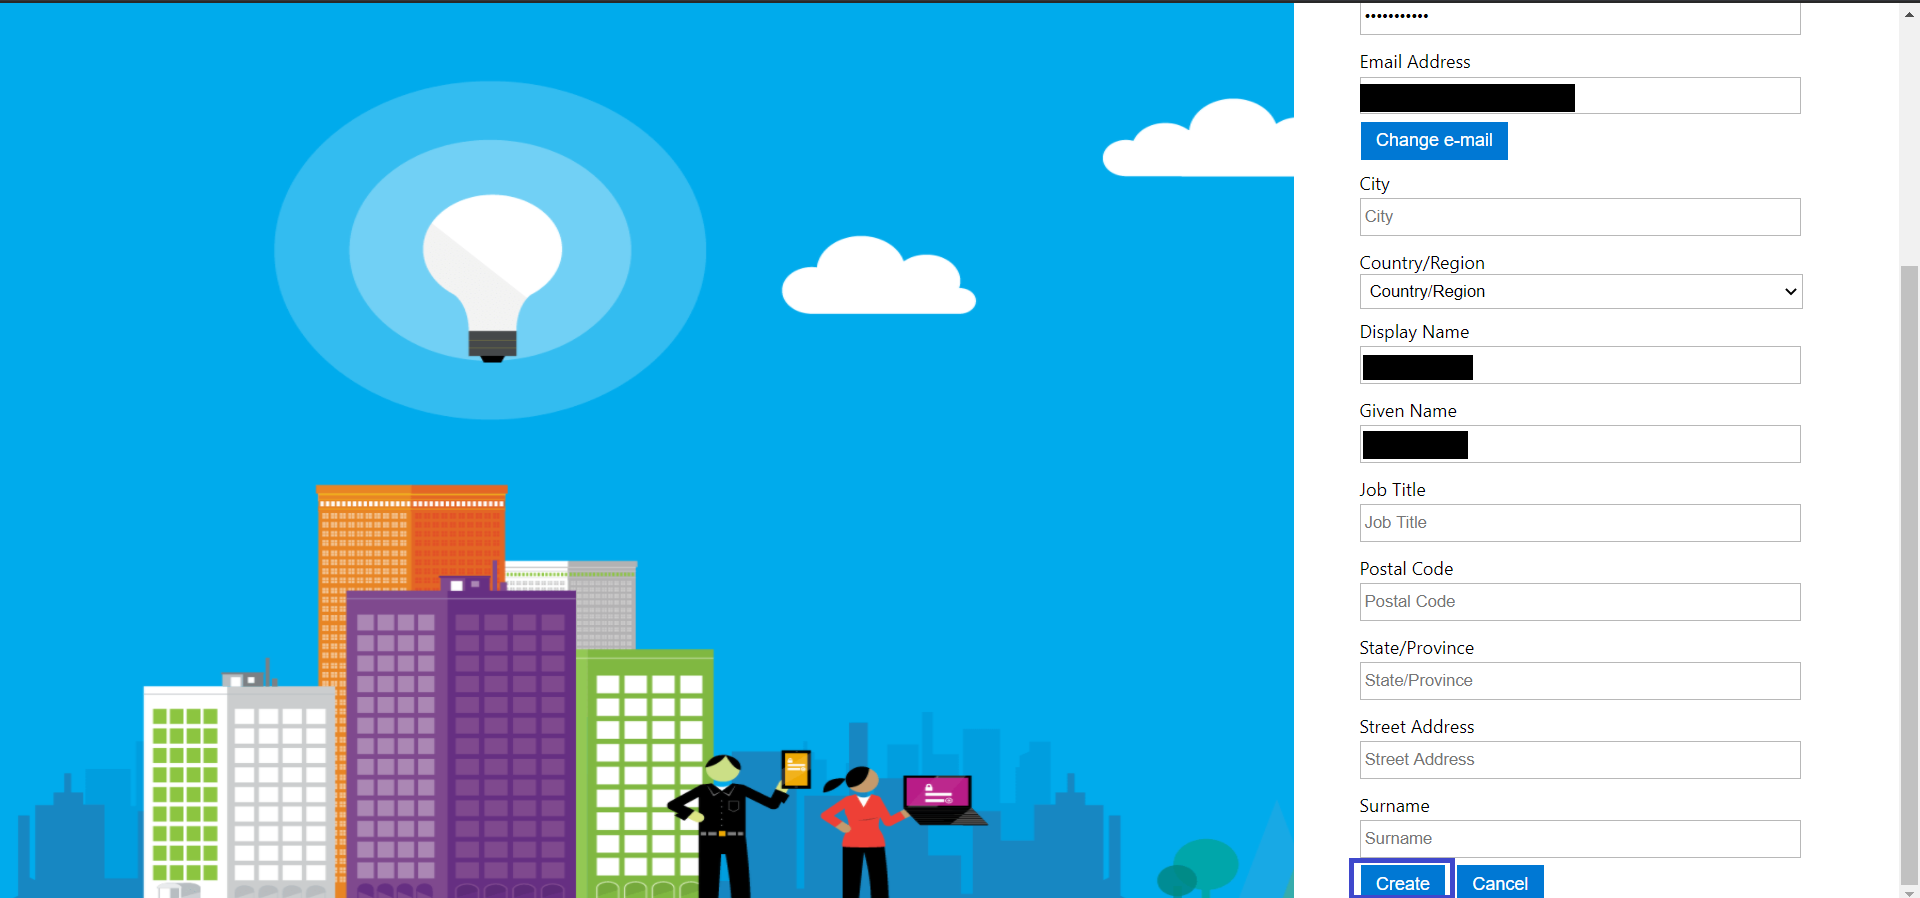 •••••••••••
Email Address
Change e-mail
City
City
Country/Region
Country/Region
Display Name
Given Name
Job Title
Job Title
Postal Code
Postal Code
State/Province
State/Province
Street Address
Street Address
Surname
Surname
Create Cancel